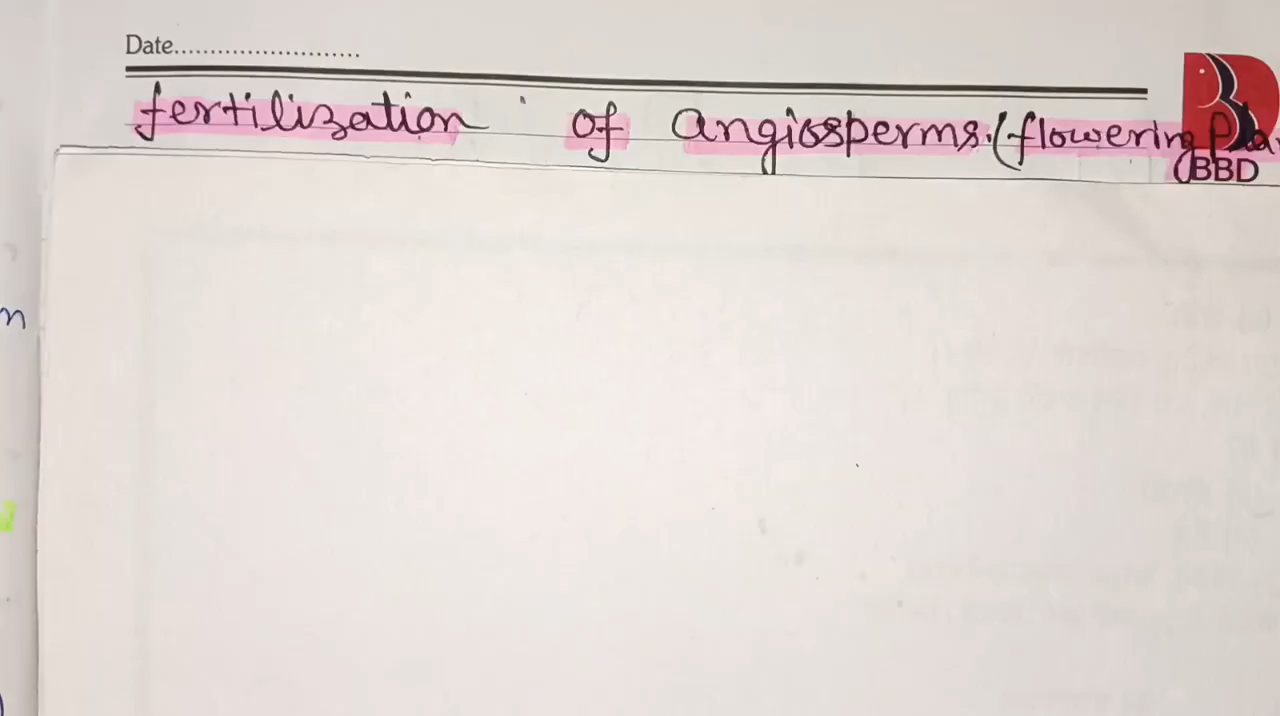 Date........................
fertilization of angiosperms.(flowering
BBD
n